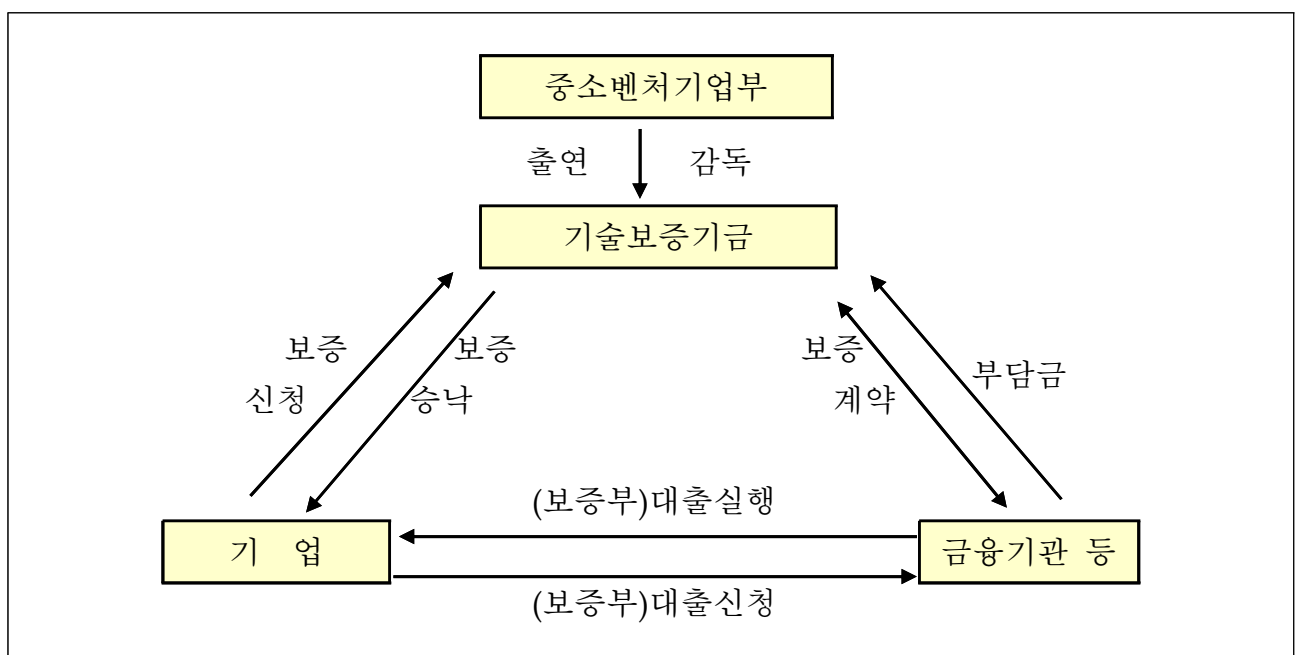 중소벤처기업부
출연 감독
기술보증기금
보증 보증 보증 부담금
신청 승낙 계약
(보증부)대출실행
기 업 금융기관 등
(보증부)대출신청